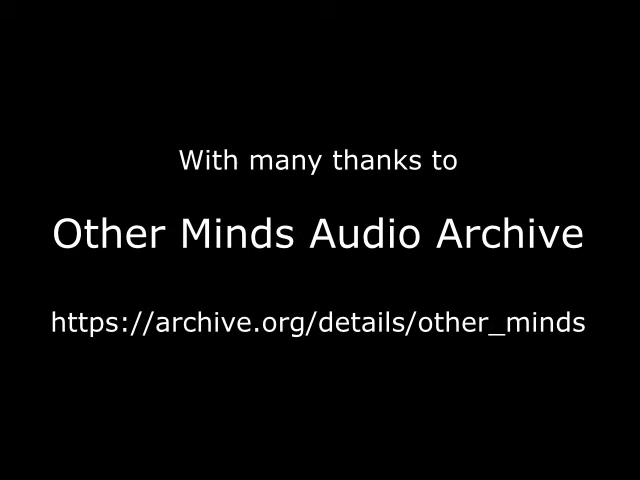 With many thanks to
Other Minds Audio Archive
https://archive.org/details/other_minds